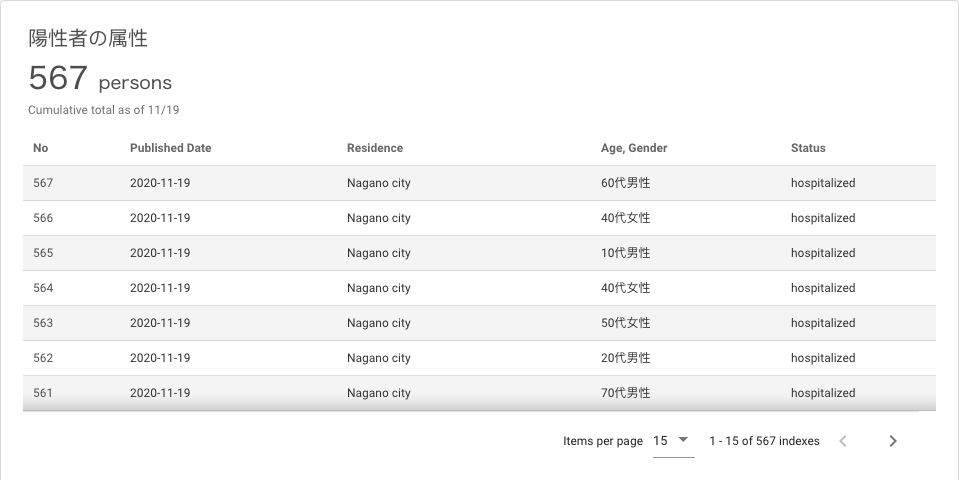 陽性者の属性
567 persons
Cumulative total as of 11/19
No Published Date Residence Age, Gender Status
567 2020-11-19 Nagano city 60代男性 hospitalized
566 2020-11-19 Nagano city 40代女性 hospitalized
565 2020-11-19 Nagano city 10代男性 hospitalized
564 2020-11-19 Nagano city 40代女性 hospitalized
563 2020-11-19 Nagano city 50代女性 hospitalized
562 2020-11-19 Nagano city 20代男性 hospitalized
561 2020-11-19 Nagano city 70代男性 hospitalized
Items per page 15 1 - 15 of 567 indexes